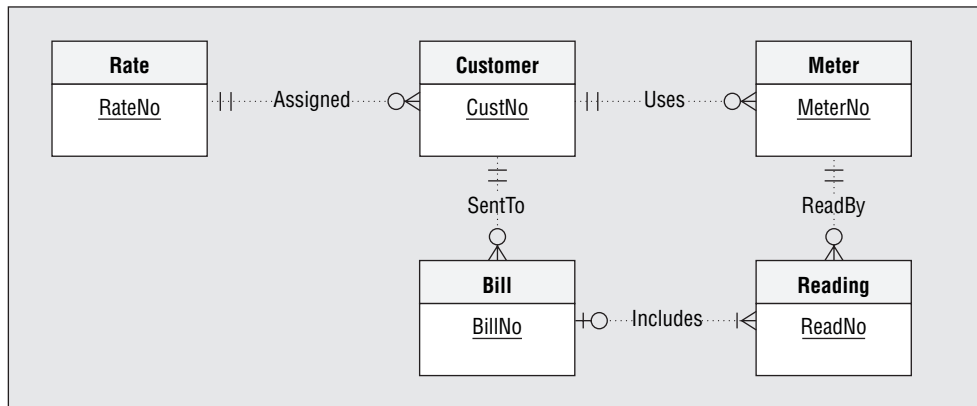 Rate
RateNo
Assigned
Customer
CustNo
Uses
Meter
MeterNo
SentTo
ReadBy
Bill
BillNo
Includes
Reading
ReadNo